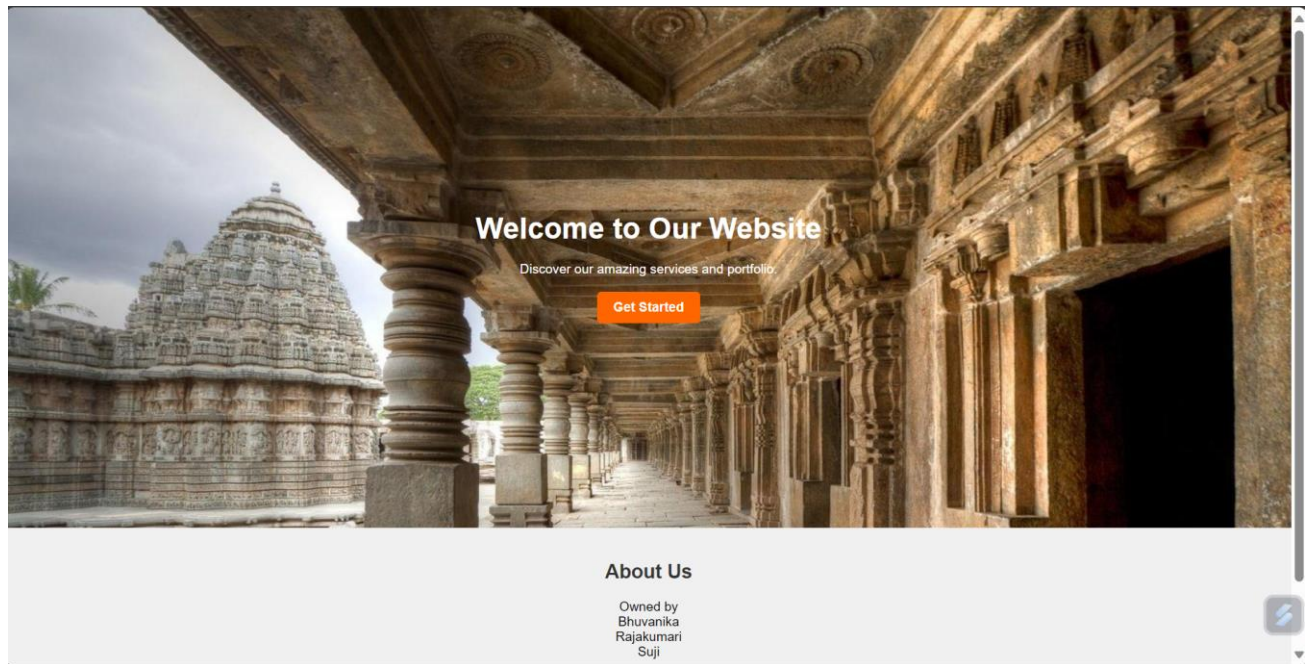 Welcome to Our Website
Discover our amazing services and portfolio.
Get Started
About Us
Owned by
Bhuvanika
Rajakumari
Suji